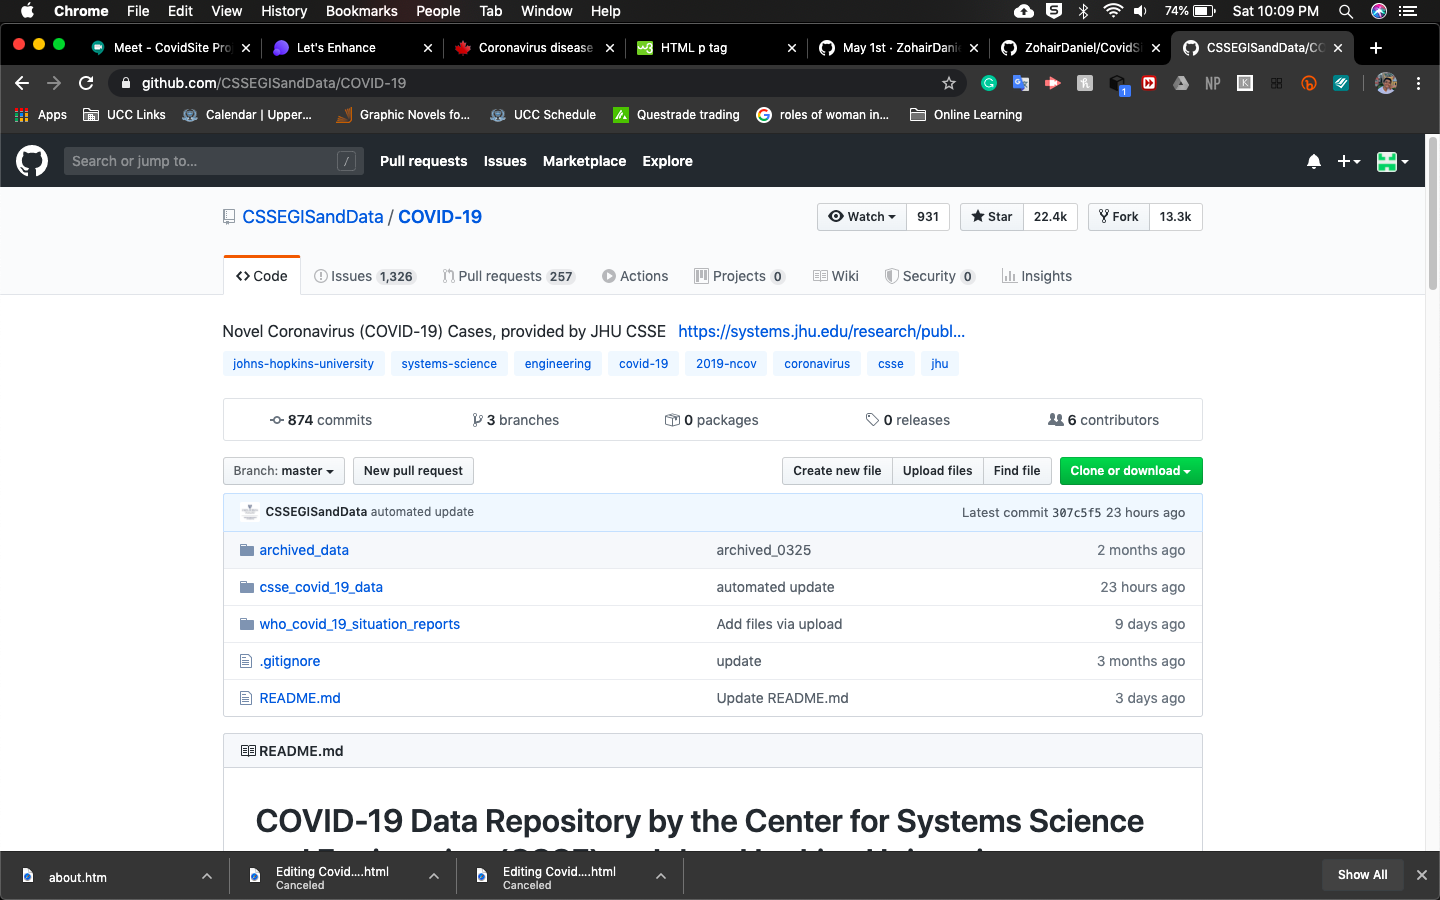 Chrome File Edit View History Bookmarks People Tab Window Help 74% Sat 10:09 PM
Meet - CovidSite Pro Let's Enhance Coronavirus disease HTML p tag May 1st · ZohairDanie ZohairDaniel/CovidSi CSSEGISandData/CO
github.com/CSSEGISandData/COVID-19
Apps UCC Links Calendar | Upper... Graphic Novels fo... UCC Schedule Questrade trading roles of woman in... Online Learning
Search or jump to... / Pull requests Issues Marketplace Explore
CSSEGISandData / COVID-19 Watch 931 Star 22.4k Fork 13.3k
Code Issues 1,326 Pull requests 257 Actions Projects 0 Wiki Security 0 Insights
Novel Coronavirus (COVID-19) Cases, provided by JHU CSSE https://systems.jhu.edu/research/publ...
johns-hopkins-university systems-science engineering covid-19 2019-ncov coronavirus csse jhu
874 commits 3 branches 0 packages 0 releases 6 contributors
Branch: master New pull request Create new file Upload files Find file Clone or download
CSSEGISandData automated update Latest commit 307c5f5 23 hours ago
archived_data archived_0325 2 months ago
csse_covid_19_data automated update 23 hours ago
who_covid_19_situation_reports Add files via upload 9 days ago
.gitignore update 3 months ago
README.md Update README.md 3 days ago
README.md
COVID-19 Data Repository by the Center for Systems Science
about.htm Editing Covid....html Canceled Editing Covid....html Canceled Show All